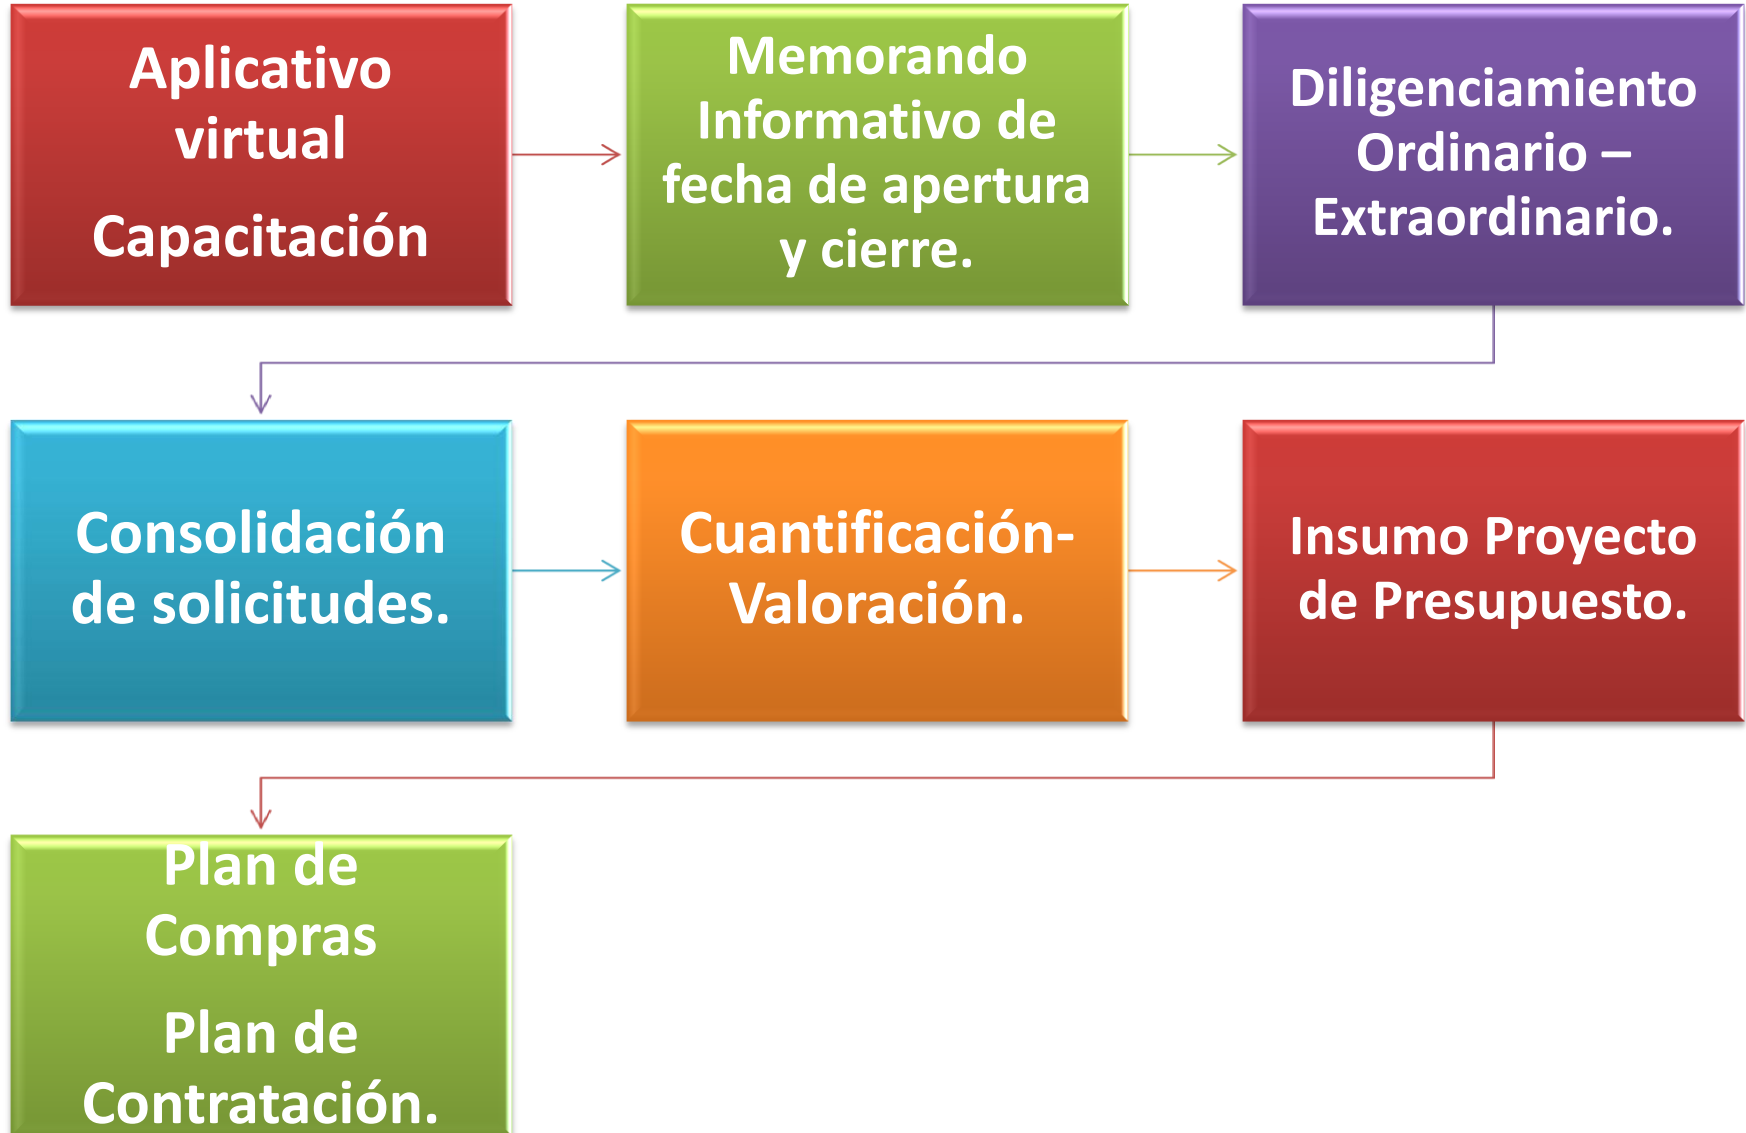 Aplicativo
virtual
Capacitación
Memorando
Informativo de
fecha de apertura
y cierre.
Diligenciamiento
Ordinario –
Extraordinario.
Consolidación
de solicitudes.
Cuantificación-
Valoración.
Insumo Proyecto
de Presupuesto.
Plan de
Compras
Plan de
Contratación.